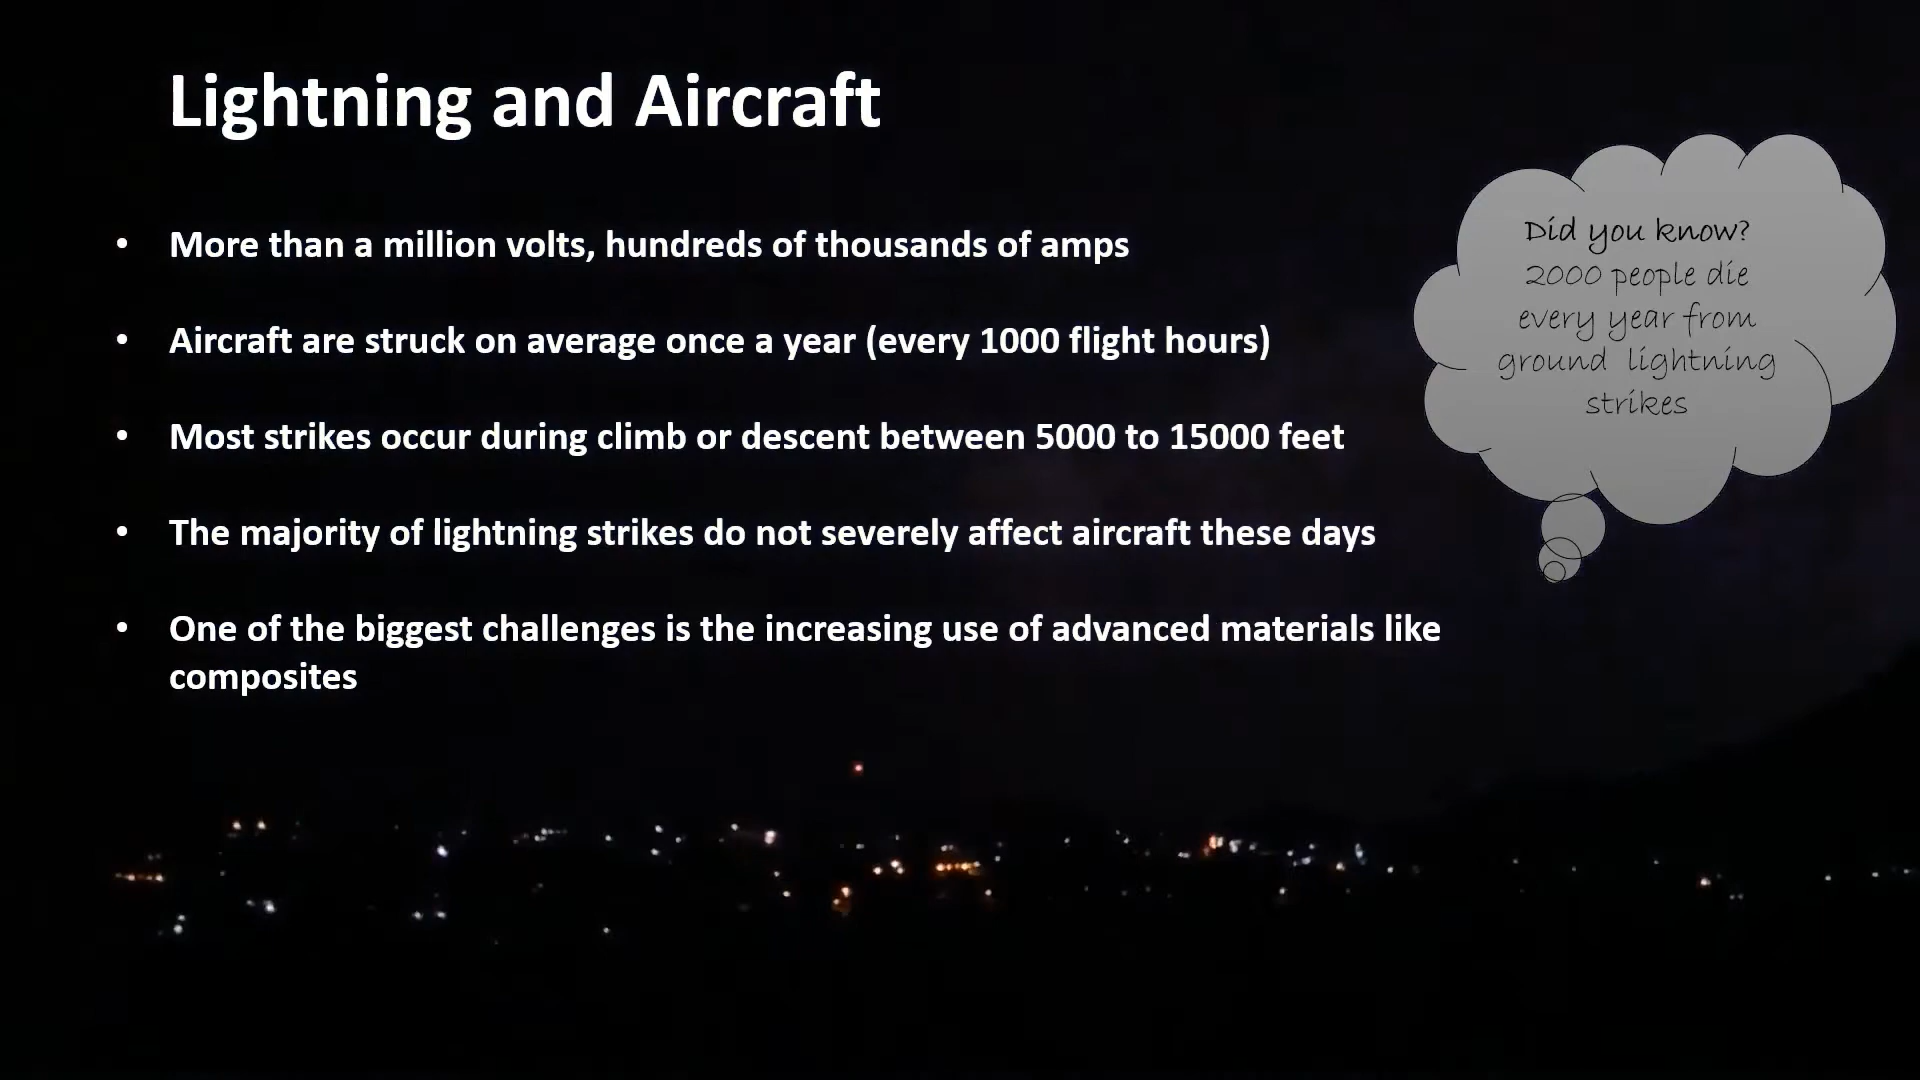 Lightning and Aircraft
• More than a million volts, hundreds of thousands of amps
• Aircraft are struck on average once a year (every 1000 flight hours)
• Most strikes occur during climb or descent between 5000 to 15000 feet
• The majority of lightning strikes do not severely affect aircraft these days
• One of the biggest challenges is the increasing use of advanced materials like
composites
Did you know?
2000 people die
every year from
ground lightning
strikes